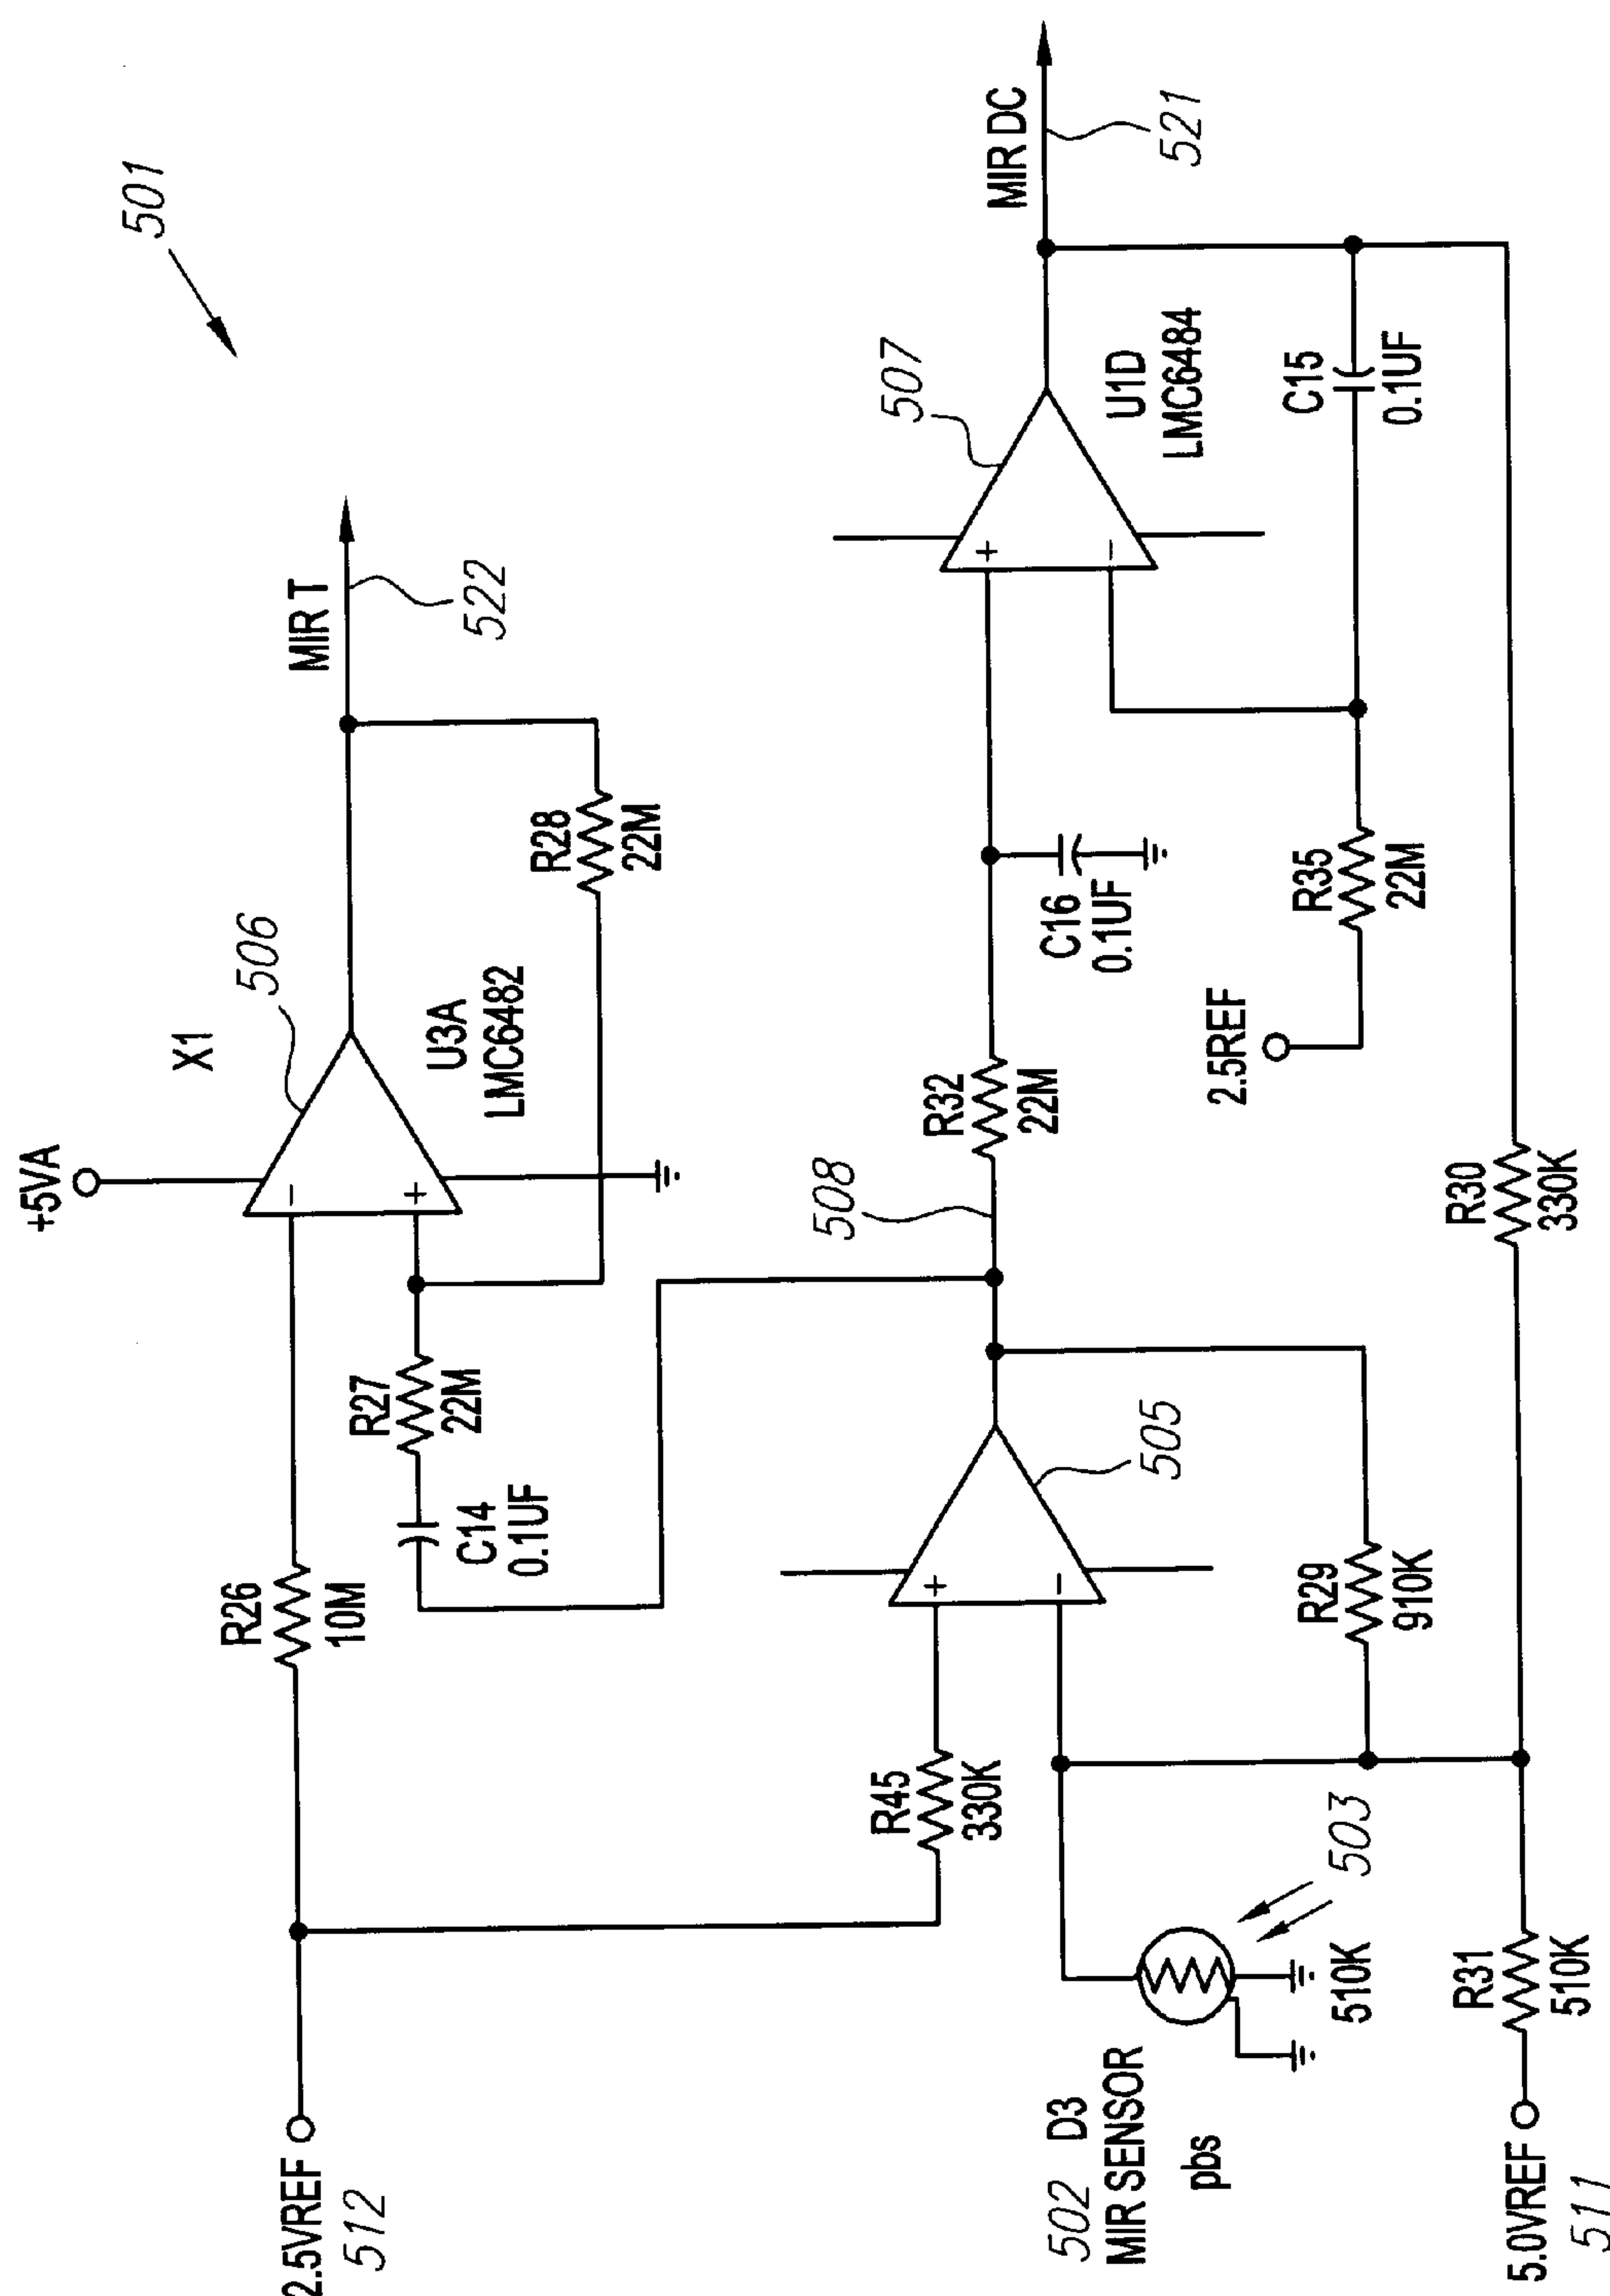 501
+5VA
X1
506
MIR T
522
U3A
LMC6482
R28
22M
R26
10M
R27
22M
C14
0.1UF
2.5VREF
512
508
R32
22M
C16
0.1UF
507
U1D
LMC6484
MIR DC
521
C15
0.1UF
R35
22M
2.5REF
R45
330K
505
R29
910K
R30
330K
502
D3
MIR SENSOR
pbs
503
510K
R31
510K
5.0VREF
511
+
−
+
−
+
−